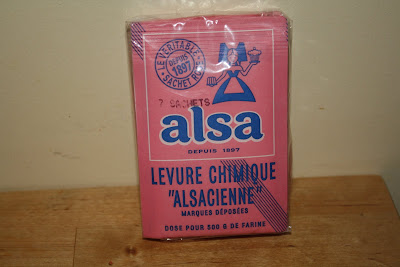 LE VÉRITABLE
DEPUIS
1897
SACHET ROSE
7 SACHETS
alsa
DEPUIS 1897
LEVURE CHIMIQUE
"ALSACIENNE"
MARQUES DÉPOSÉES
DOSE POUR 500 G DE FARINE